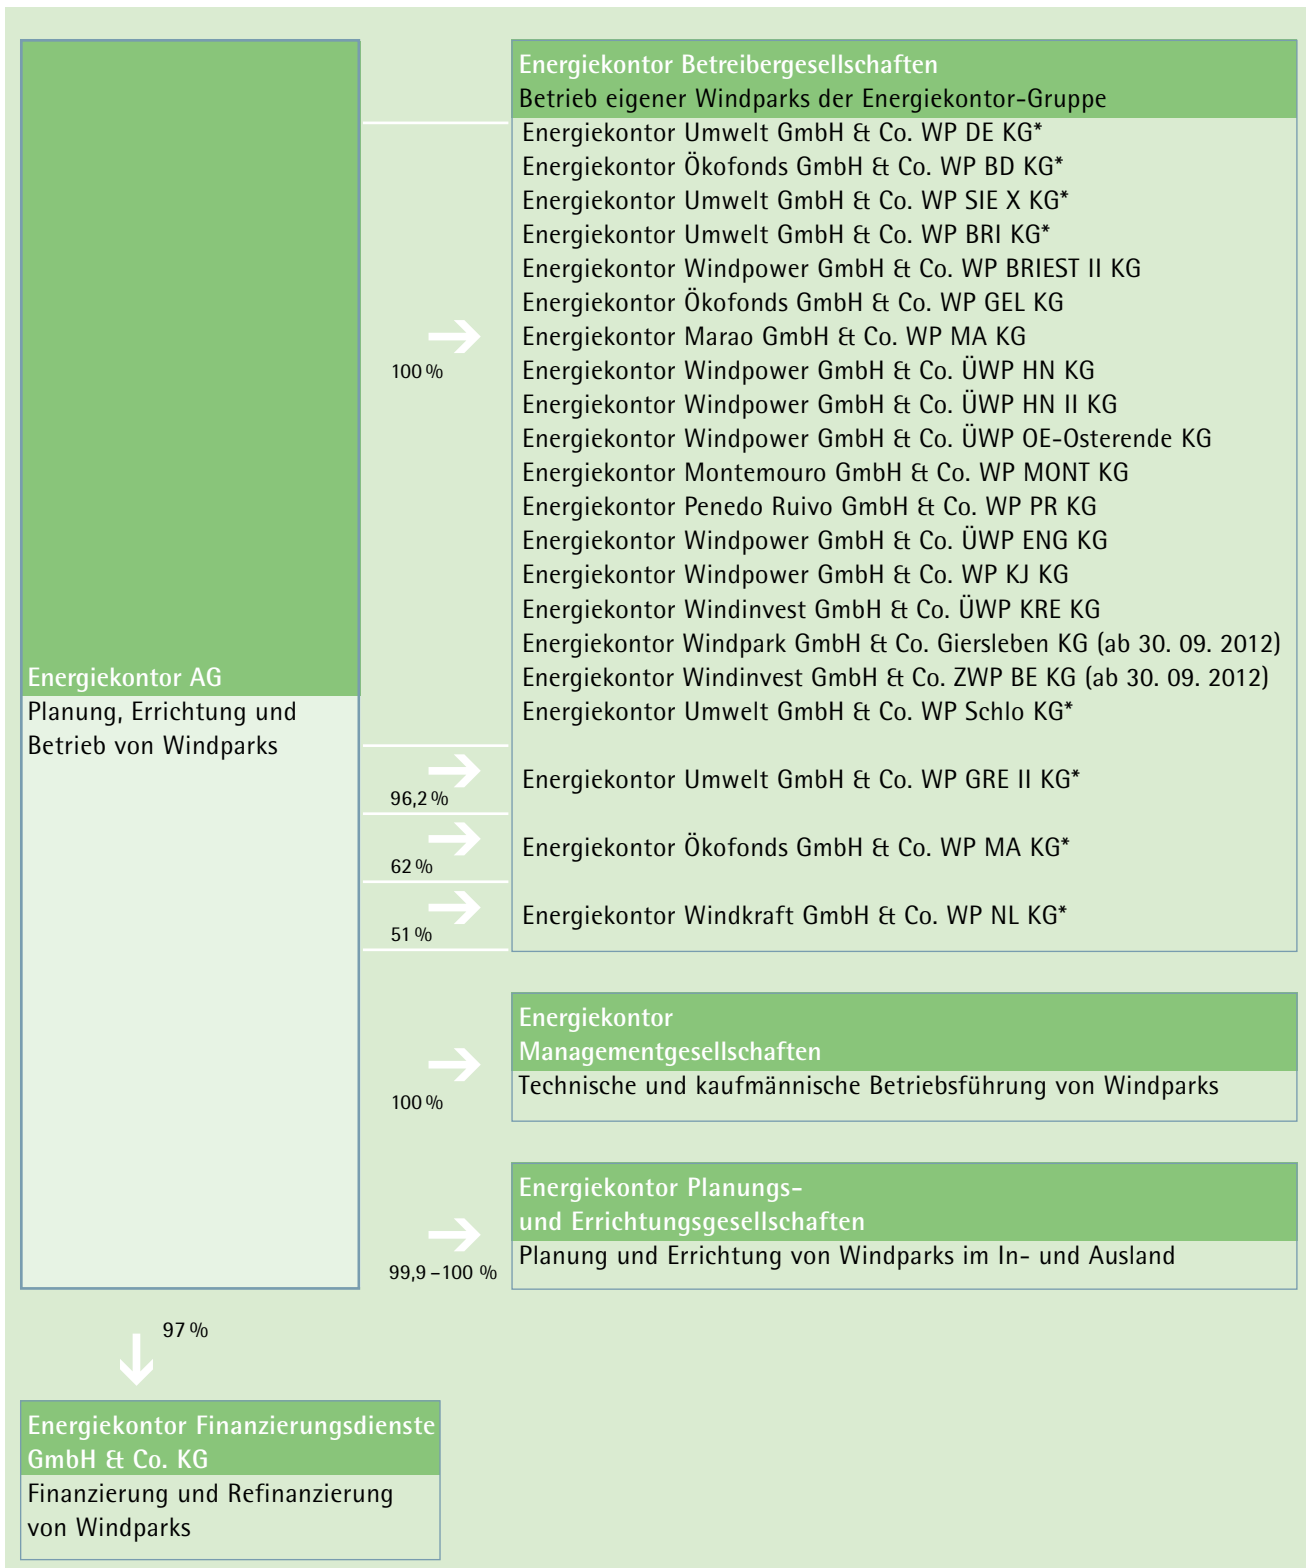 Energiekontor AG
Planung, Errichtung und
Betrieb von Windparks
Energiekontor Betreibergesellschaften
Betrieb eigener Windparks der Energiekontor-Gruppe
100 %
Energiekontor Umwelt GmbH & Co. WP DE KG*
Energiekontor Ökofonds GmbH & Co. WP BD KG*
Energiekontor Umwelt GmbH & Co. WP SIE X KG*
Energiekontor Umwelt GmbH & Co. WP BRI KG*
Energiekontor Windpower GmbH & Co. WP BRIEST II KG
Energiekontor Ökofonds GmbH & Co. WP GEL KG
Energiekontor Marao GmbH & Co. WP MA KG
Energiekontor Windpower GmbH & Co. ÜWP HN KG
Energiekontor Windpower GmbH & Co. ÜWP HN II KG
Energiekontor Windpower GmbH & Co. ÜWP OE-Osterende KG
Energiekontor Montemouro GmbH & Co. WP MONT KG
Energiekontor Penedo Ruivo GmbH & Co. WP PR KG
Energiekontor Windpower GmbH & Co. ÜWP ENG KG
Energiekontor Windpower GmbH & Co. WP KJ KG
Energiekontor Windinvest GmbH & Co. ÜWP KRE KG
Energiekontor Windpark GmbH & Co. Giersleben KG (ab 30. 09. 2012)
Energiekontor Windinvest GmbH & Co. ZWP BE KG (ab 30. 09. 2012)
Energiekontor Umwelt GmbH & Co. WP Schlo KG*
96,2 %
Energiekontor Umwelt GmbH & Co. WP GRE II KG*
62 %
Energiekontor Ökofonds GmbH & Co. WP MA KG*
51 %
Energiekontor Windkraft GmbH & Co. WP NL KG*
100 %
Energiekontor
Managementgesellschaften
Technische und kaufmännische Betriebsführung von Windparks
99,9 – 100 %
Energiekontor Planungs-
und Errichtungsgesellschaften
Planung und Errichtung von Windparks im In- und Ausland
97 %
Energiekontor Finanzierungsdienste
GmbH & Co. KG
Finanzierung und Refinanzierung
von Windparks